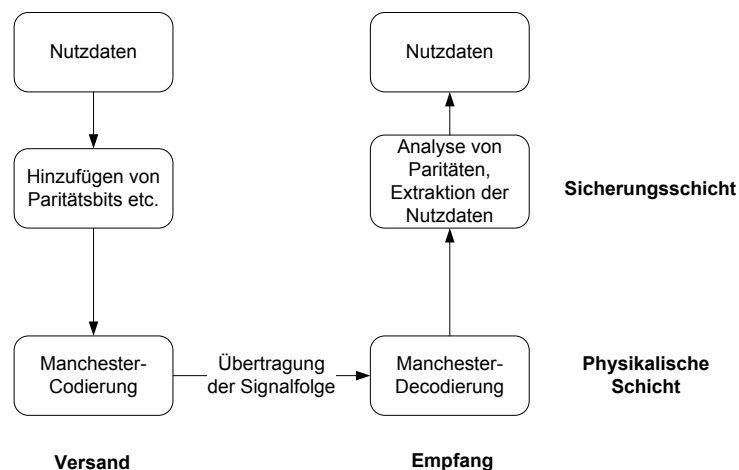 Nutzdaten
Nutzdaten
Hinzufügen von
Paritätsbits etc.
Analyse von
Paritäten,
Extraktion der
Nutzdaten
Sicherungsschicht
Manchester-
Codierung
Übertragung
der Signalfolge
Manchester-
Decodierung
Physikalische
Schicht
Versand
Empfang